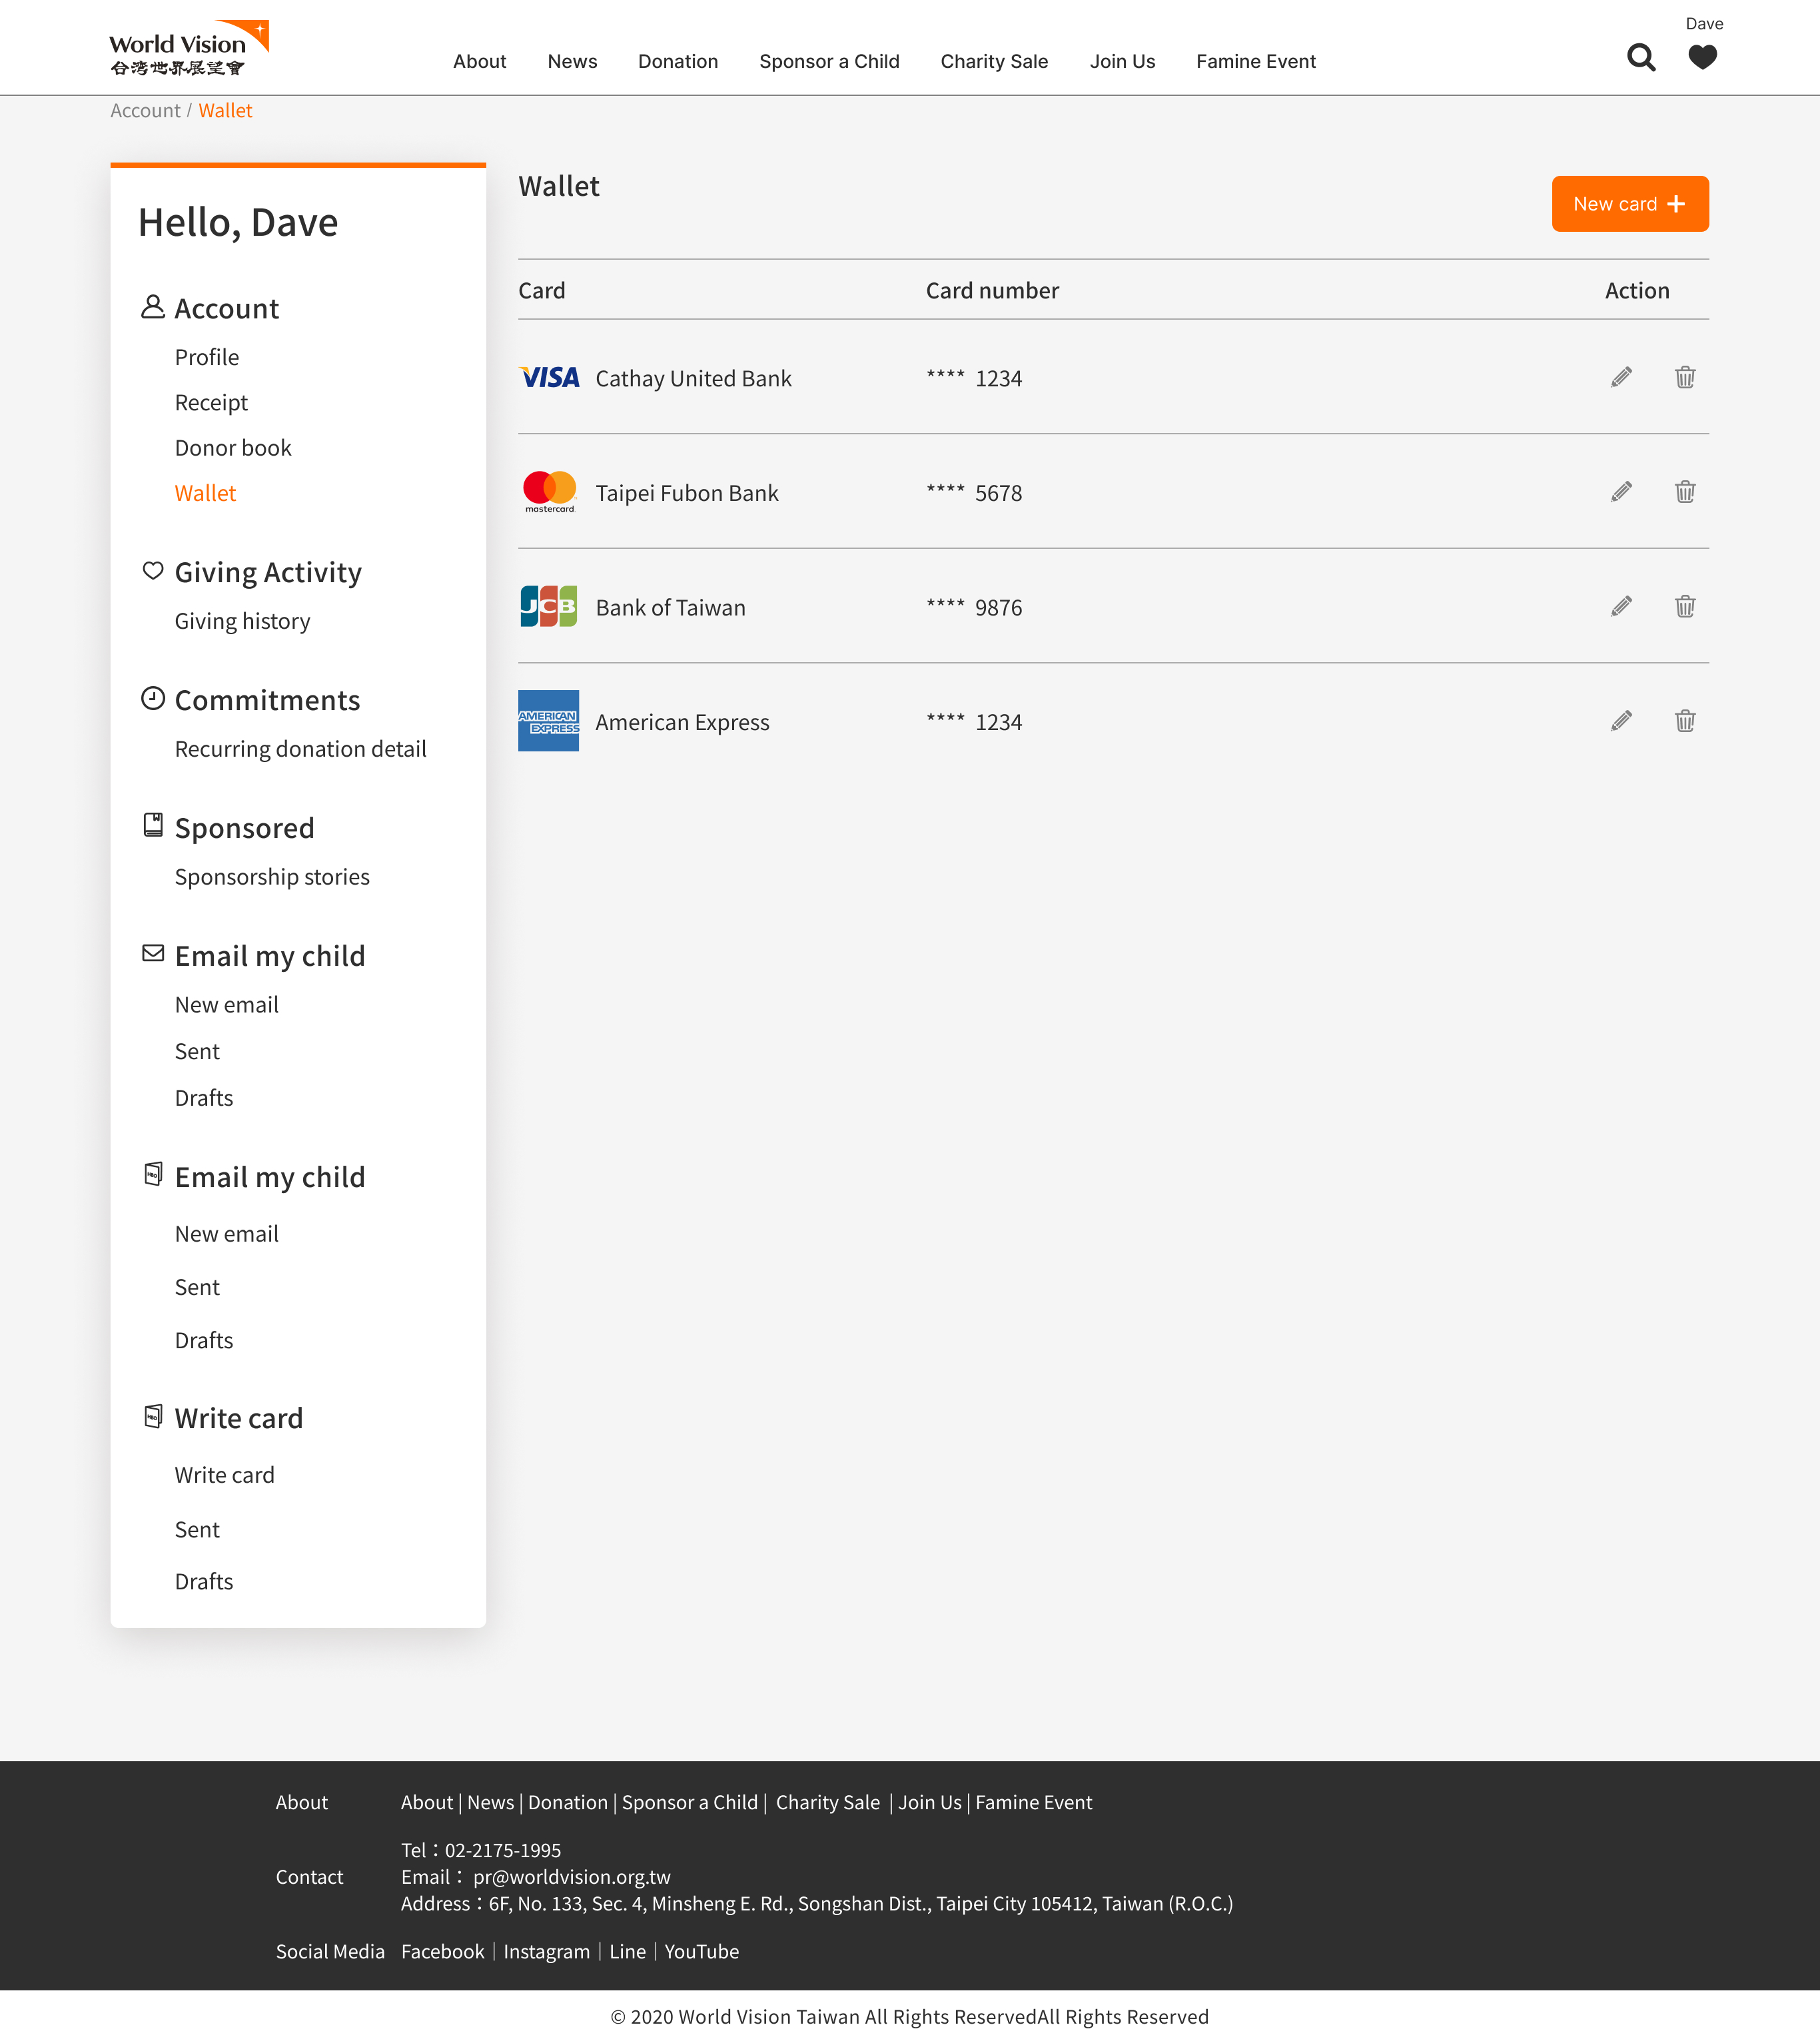 World Vision
台灣世界展望會
About News Donation Sponsor a Child Charity Sale Join Us Famine Event
Dave
Account / Wallet
Hello, Dave
Account
Profile
Receipt
Donor book
Wallet
Giving Activity
Giving history
Commitments
Recurring donation detail
Sponsored
Sponsorship stories
Email my child
New email
Sent
Drafts
HBD
Email my child
New email
Sent
Drafts
HBD
Write card
Write card
Sent
Drafts
Wallet
New card
Card Card number Action
VISA Cathay United Bank **** 1234
mastercard. Taipei Fubon Bank **** 5678
JCB Bank of Taiwan **** 9876
AMERICAN
EXPRESS
American Express **** 1234
About About | News | Donation | Sponsor a Child | Charity Sale | Join Us | Famine Event
Tel：02-2175-1995
Contact Email： pr@worldvision.org.tw
Address：6F, No. 133, Sec. 4, Minsheng E. Rd., Songshan Dist., Taipei City 105412, Taiwan (R.O.C.)
Social Media Facebook｜Instagram｜Line｜YouTube
© 2020 World Vision Taiwan All Rights ReservedAll Rights Reserved